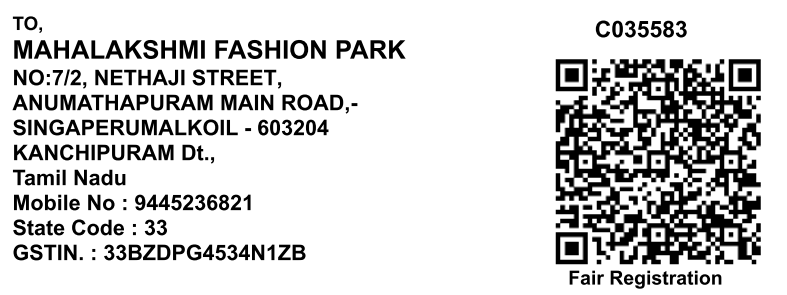 TO,
MAHALAKSHMI FASHION PARK
NO:7/2, NETHAJI STREET,
ANUMATHAPURAM MAIN ROAD,-
SINGAPERUMALKOIL - 603204
KANCHIPURAM Dt.,
Tamil Nadu
Mobile No : 9445236821
State Code : 33
GSTIN. : 33BZDPG4534N1ZB
C035583
Fair Registration